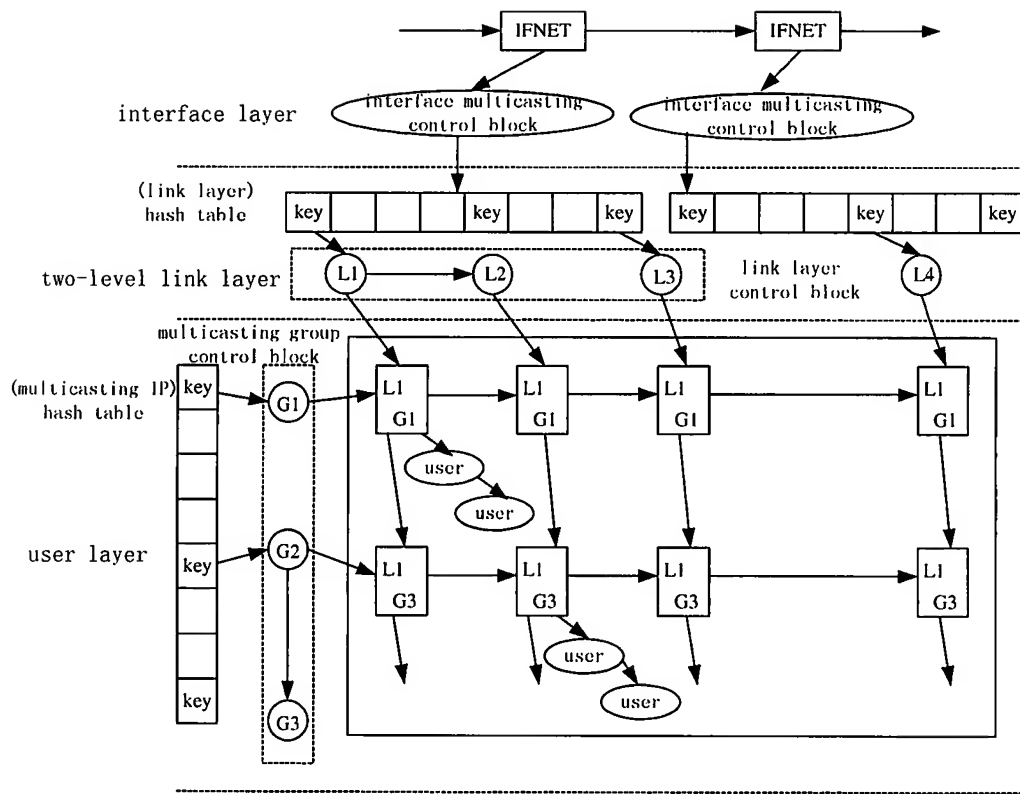 IFNET
IFNET
interface multicasting
control block
interface multicasting
control block
interface layer
(link layer)
hash table
key
key
key
key
key
key
two-level link layer
L1
L2
L3
link layer
control block
L4
multicasting group
control block
(multicasting IP)
hash table
key
G1
L1
G1
L1
G1
L1
G1
L1
G1
user
user
user layer
key
G2
L1
G3
L1
G3
L1
G3
L1
G3
user
user
key
G3